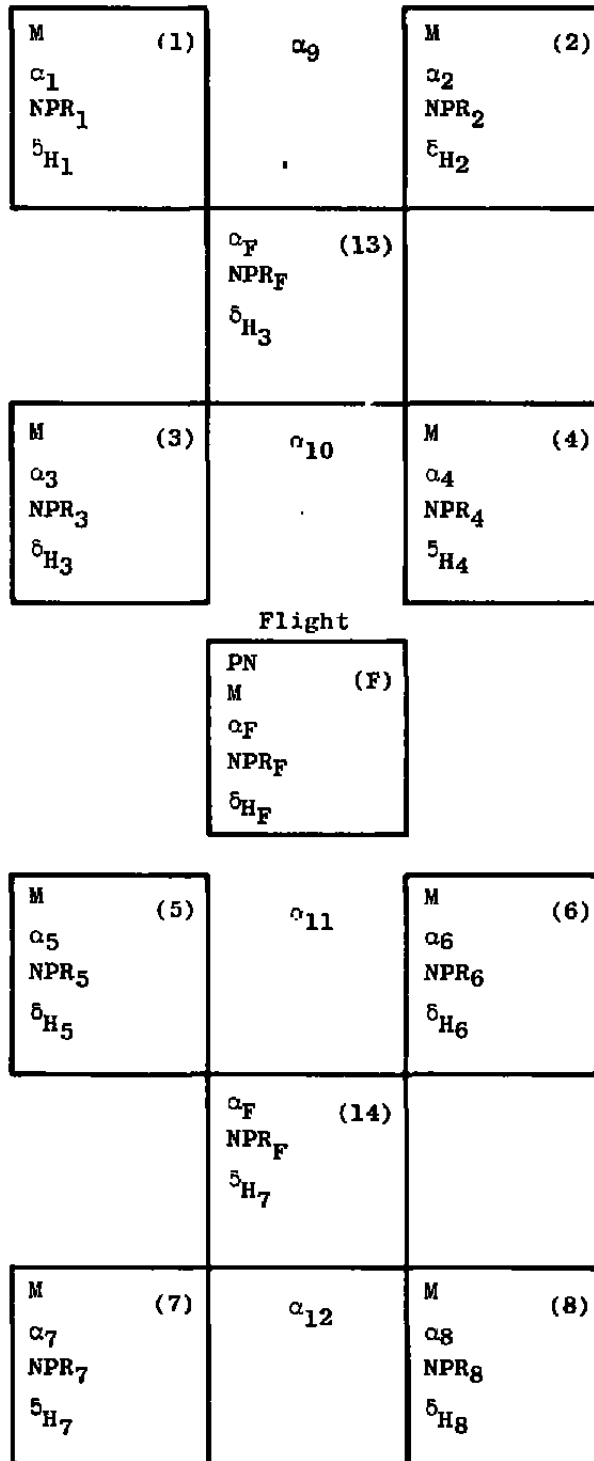 M (1)
α1
NPR1
δH1
α9
M (2)
α2
NPR2
δH2
αF (13)
NPRF
δH3
M (3)
α3
NPR3
δH3
α10
M (4)
α4
NPR4
δH4
Flight
PN (F)
M
αF
NPRF
δHF
M (5)
α5
NPR5
δH5
α11
M (6)
α6
NPR6
δH6
αF (14)
NPRF
δH7
M (7)
α7
NPR7
δH7
α12
M (8)
α8
NPR8
δH8